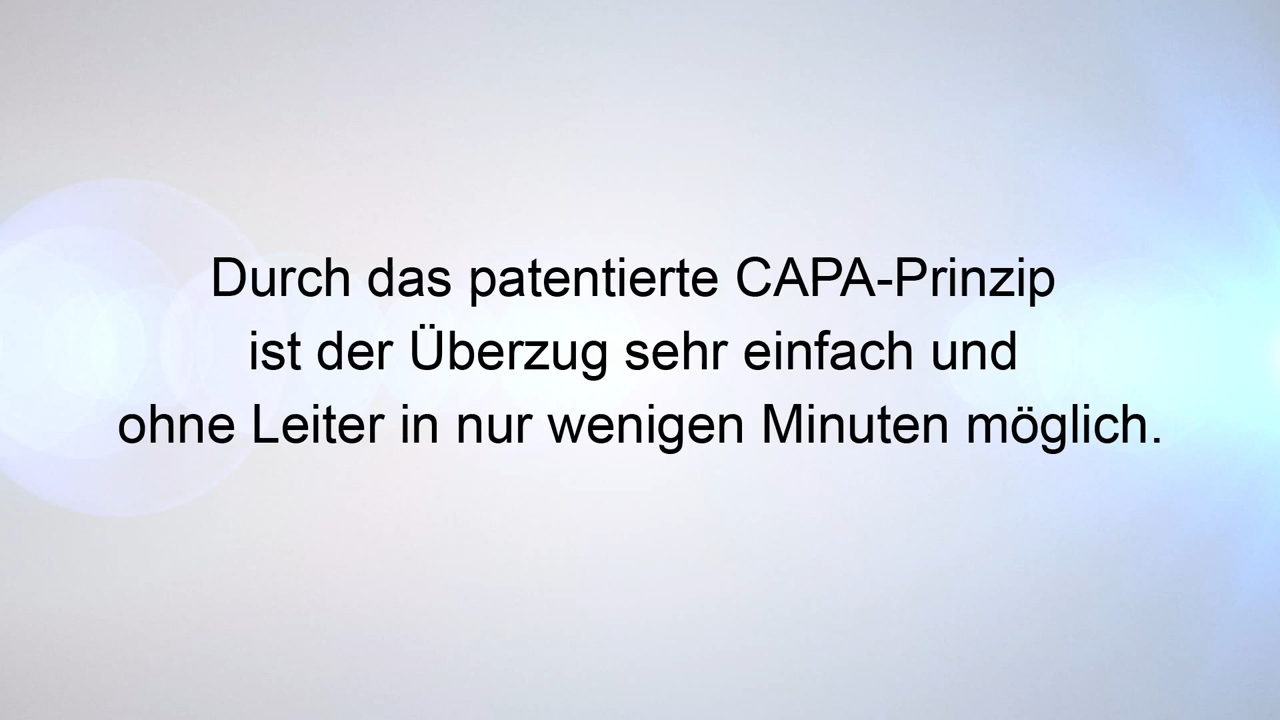 Durch das patentierte CAPA-Prinzip
ist der Überzug sehr einfach und
ohne Leiter in nur wenigen Minuten möglich.